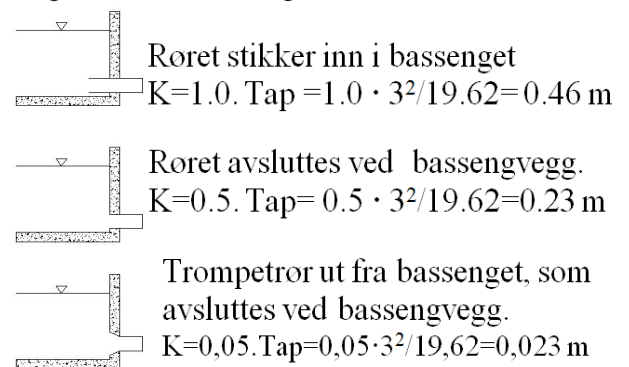 Røret stikker inn i bassenget
K=1.0. Tap =1.0 · 3²/19.62=0.46 m
Røret avsluttes ved bassengvegg.
K=0.5. Tap= 0.5 · 3²/19.62=0.23 m
Trompetrør ut fra bassenget, som
avsluttes ved bassengvegg.
K=0,05.Tap=0,05·3²/19,62=0,023 m